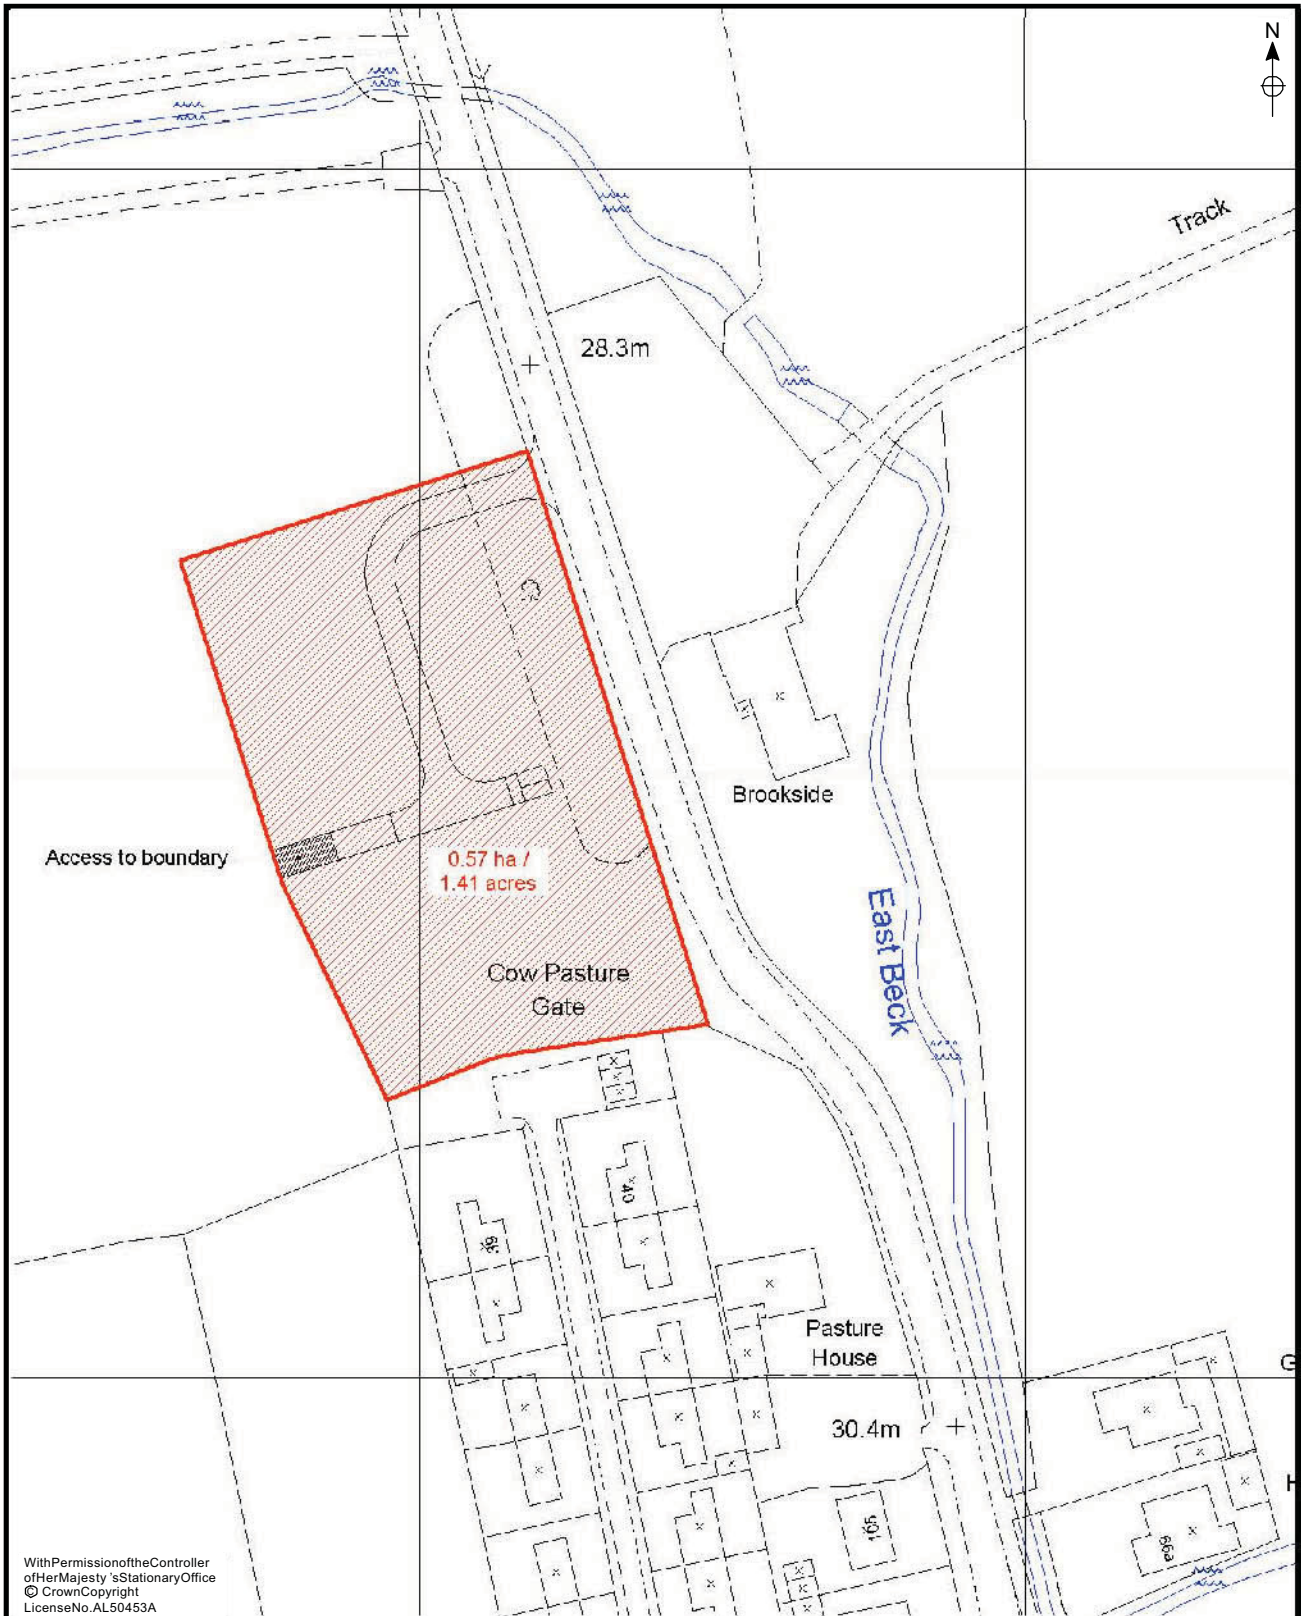 N
Track
28.3m
Brookside
Access to boundary
0.57 ha /
1.41 acres
East Beck
Cow Pasture
Gate
40
39
Pasture
House
G
30.4m
H
105
66a
WithPermissionoftheController
ofHerMajesty 'sStationaryOffice
© CrownCopyright
LicenseNo.AL50453A